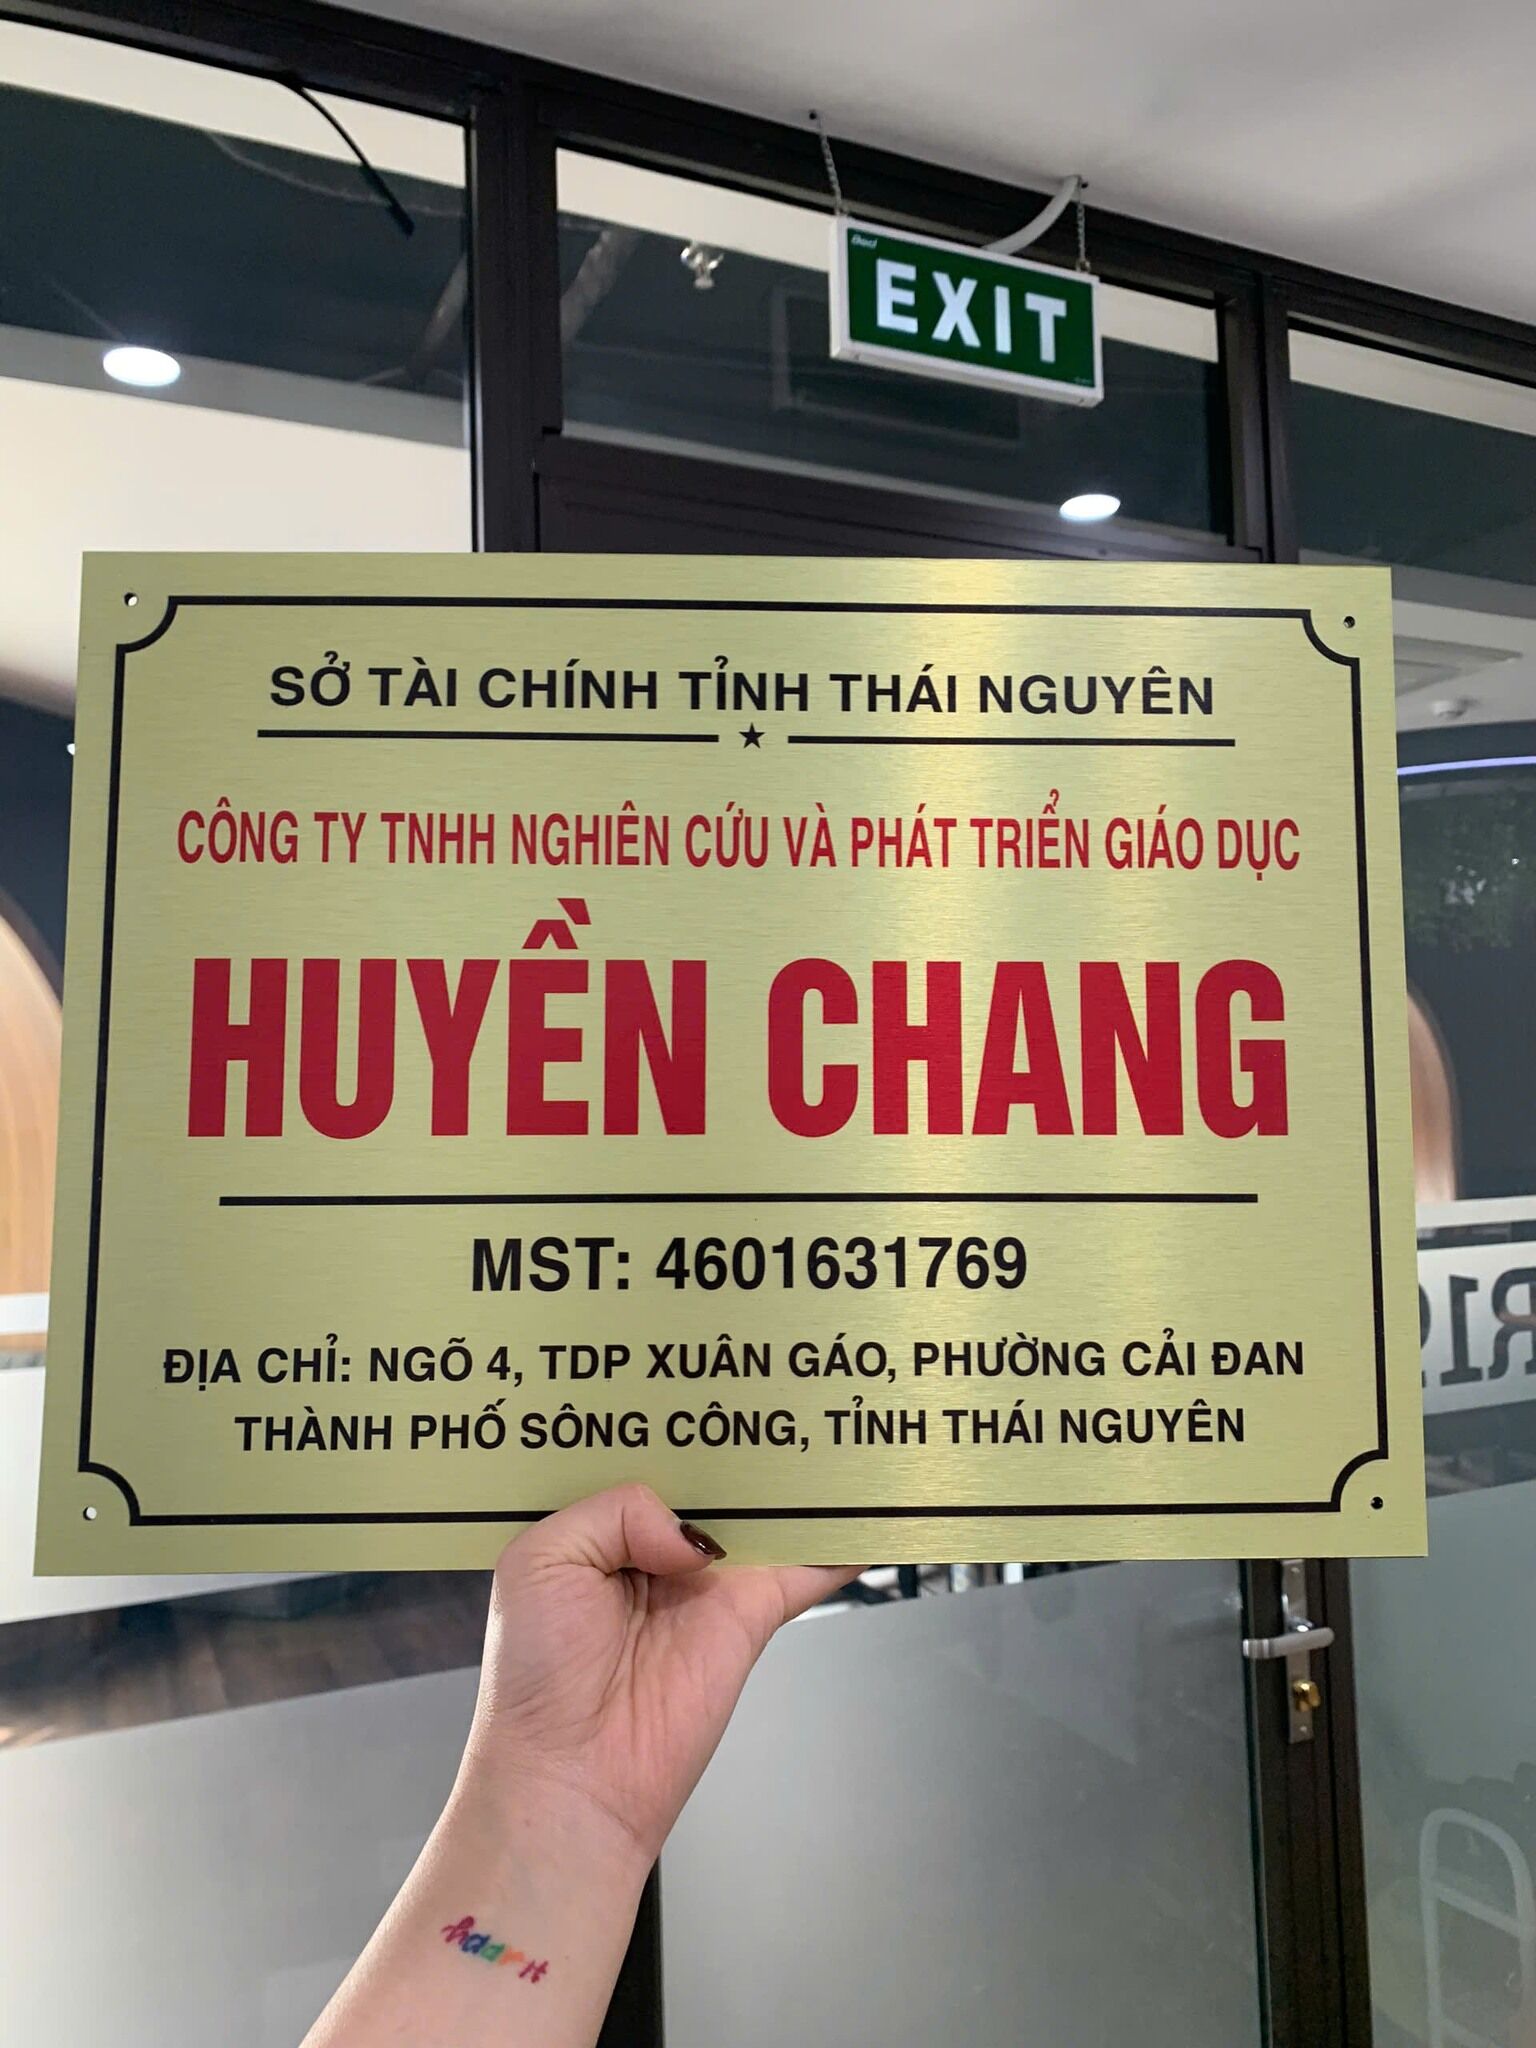 EXIT
SỞ TÀI CHÍNH TỈNH THÁI NGUYÊN
CÔNG TY TNHH NGHIÊN CỨU VÀ PHÁT TRIỂN GIÁO DỤC
HUYỀN CHANG
MST: 4601631769
ĐỊA CHỈ: NGÕ 4, TDP XUÂN GÁO, PHƯỜNG CẢI ĐAN
THÀNH PHỐ SÔNG CÔNG, TỈNH THÁI NGUYÊN